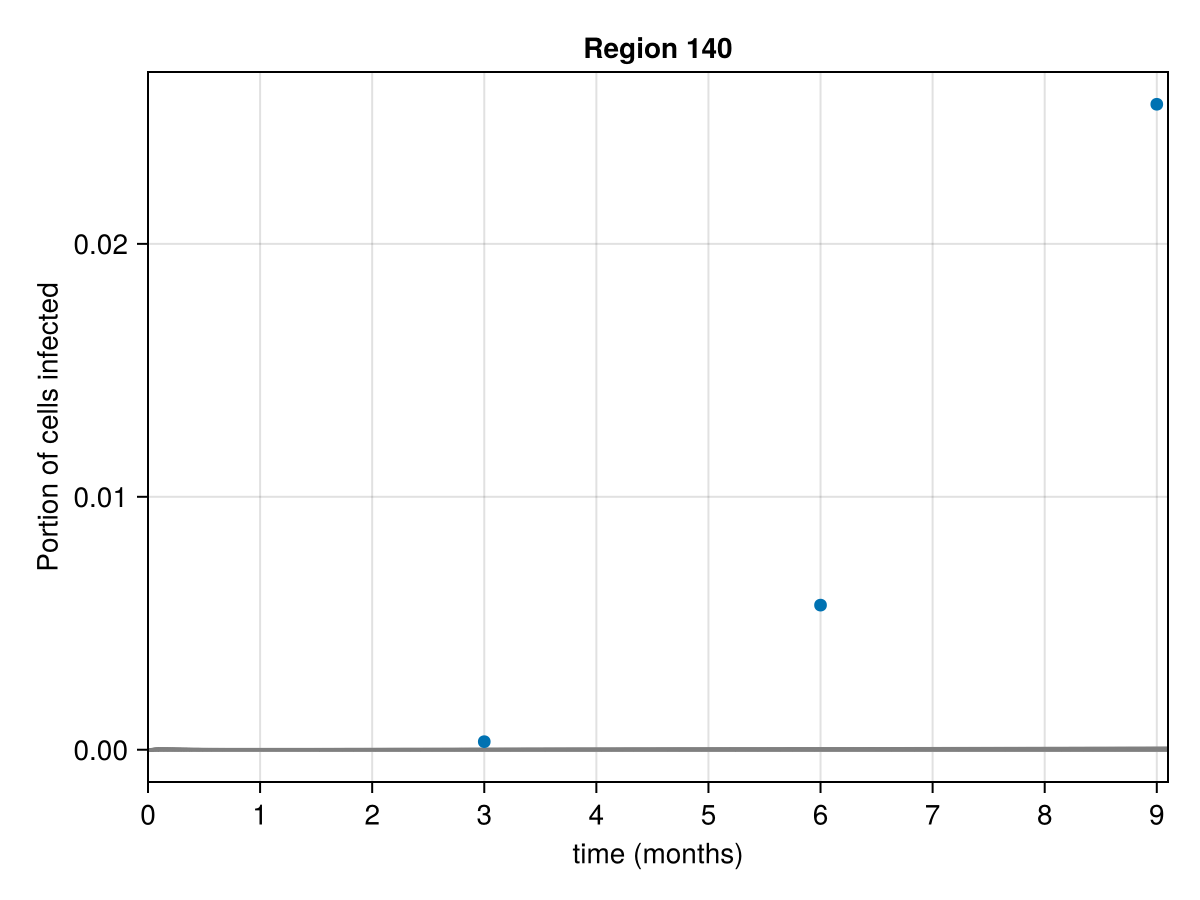 Region 140
Portion of cells infected
0.02
0.01
0.00
0 1 2 3 4 5 6 7 8 9
time (months)